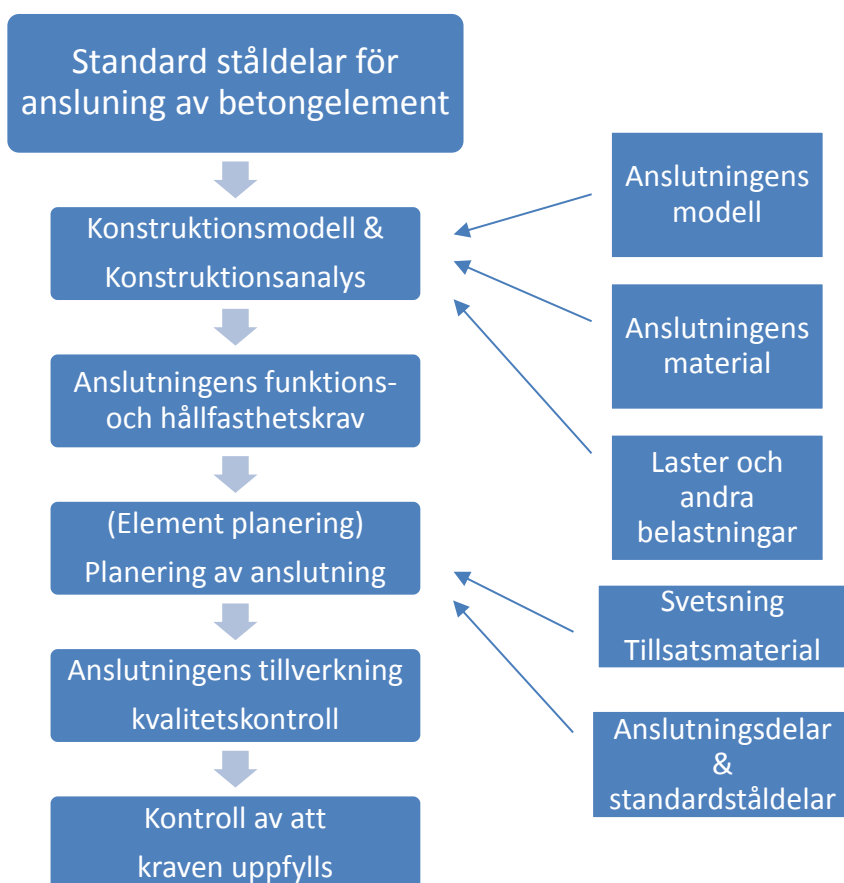 Standard ståldelar för
ansluning av betongelement
Konstruktionsmodell &
Konstruktionsanalys
Anslutningens funktions-
och hållfasthetskrav
(Element planering)
Planering av anslutning
Anslutningens tillverkning
kvalitetskontroll
Kontroll av att
kraven uppfylls
Anslutningens
modell
Anslutningens
material
Laster och
andra
belastningar
Svetsning
Tillsatsmaterial
Anslutningsdelar
&
standardståldelar